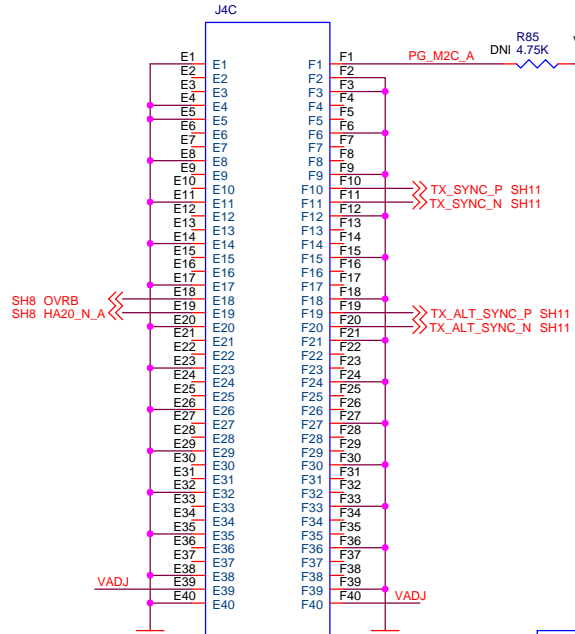 J4C
R85
DNI 4.75K
PG_M2C_A
E1 E1 F1 F1
E2 E2 F2 F2
E3 E3 F3 F3
E4 E4 F4 F4
E5 E5 F5 F5
E6 E6 F6 F6
E7 E7 F7 F7
E8 E8 F8 F8
E9 E9 F9 F9
E10 E10 F10 F10 TX_SYNC_P SH11
E11 E11 F11 F11 TX_SYNC_N SH11
E12 E12 F12 F12
E13 E13 F13 F13
E14 E14 F14 F14
E15 E15 F15 F15
E16 E16 F16 F16
E17 E17 F17 F17
SH8 OVRB E18 E18 F18 F18
SH8 HA20_N_A E19 E19 F19 F19 TX_ALT_SYNC_P SH11
E20 E20 F20 F20 TX_ALT_SYNC_N SH11
E21 E21 F21 F21
E22 E22 F22 F22
E23 E23 F23 F23
E24 E24 F24 F24
E25 E25 F25 F25
E26 E26 F26 F26
E27 E27 F27 F27
E28 E28 F28 F28
E29 E29 F29 F29
E30 E30 F30 F30
E31 E31 F31 F31
E32 E32 F32 F32
E33 E33 F33 F33
E34 E34 F34 F34
E35 E35 F35 F35
E36 E36 F36 F36
E37 E37 F37 F37
E38 E38 F38 F38
VADJ E39 E39 F39 F39
E40 E40 F40 F40 VADJ